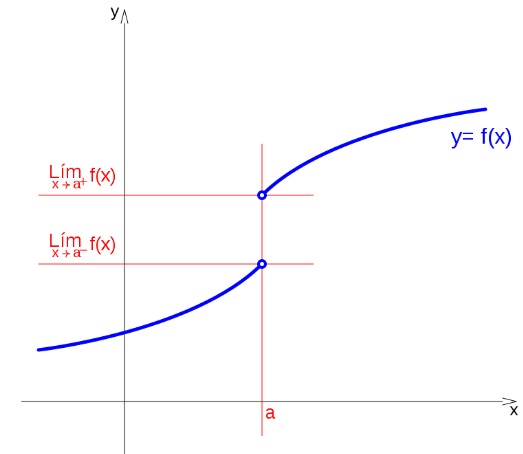 y
y= f(x)
Lím f(x)
x→a+
Lím f(x)
x→a−
a
x